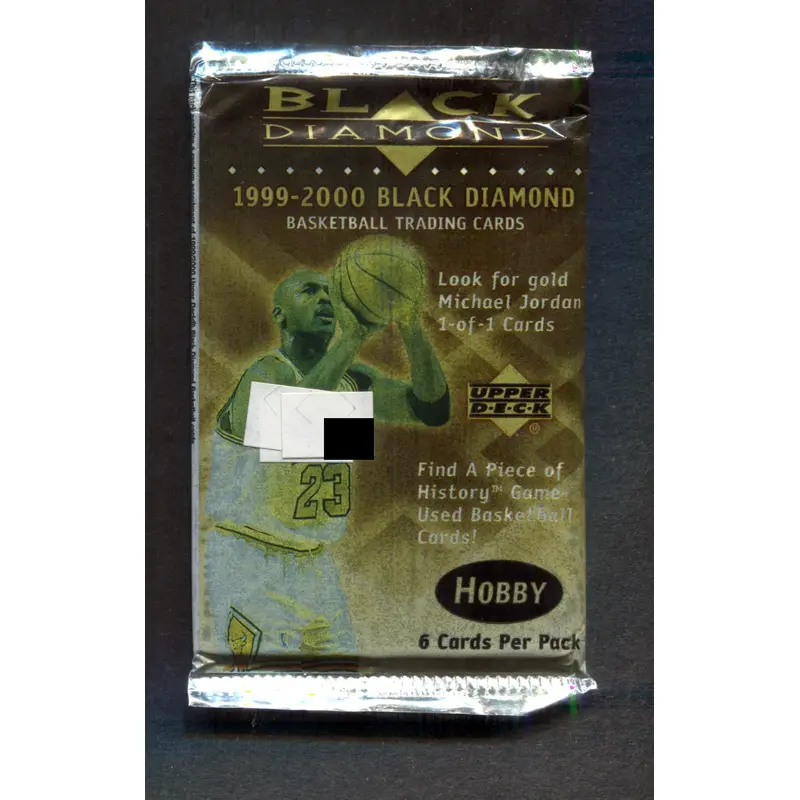 BLACK
DIAMOND
1999-2000 BLACK DIAMOND
BASKETBALL TRADING CARDS
Look for gold
Michael Jordan
1-of-1 Cards
UPPER
D·E·C·K
®
Find A Piece of
History™ Game-
Used Basketball
Cards!
23
HOBBY
6 Cards Per Pack